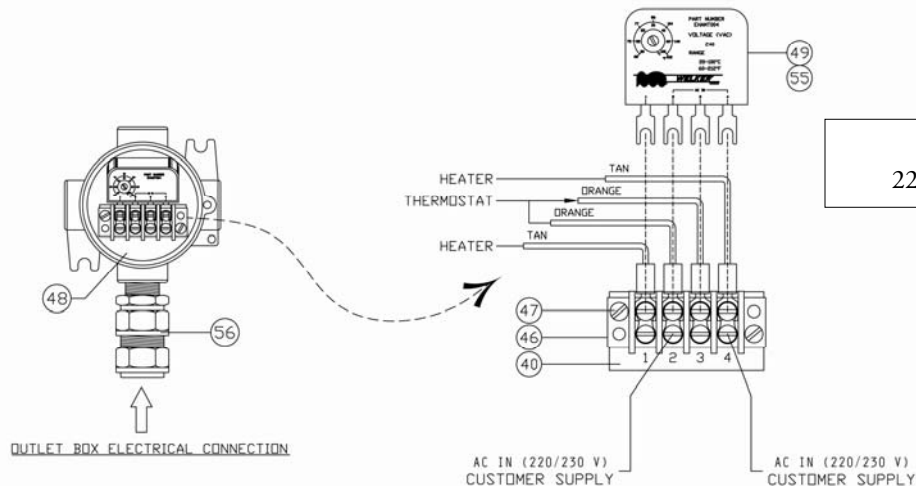 PART NUMBER
VOLTAGE (VAC)
240
RANGE
WELKER
49
55
22
TAN
HEATER
ORANGE
THERMOSTAT
ORANGE
TAN
HEATER
48
47
46
40
56
1 2 3 4
OUTLET BOX ELECTRICAL CONNECTION
AC IN (220/230 V)
CUSTOMER SUPPLY
AC IN (220/230 V)
CUSTOMER SUPPLY